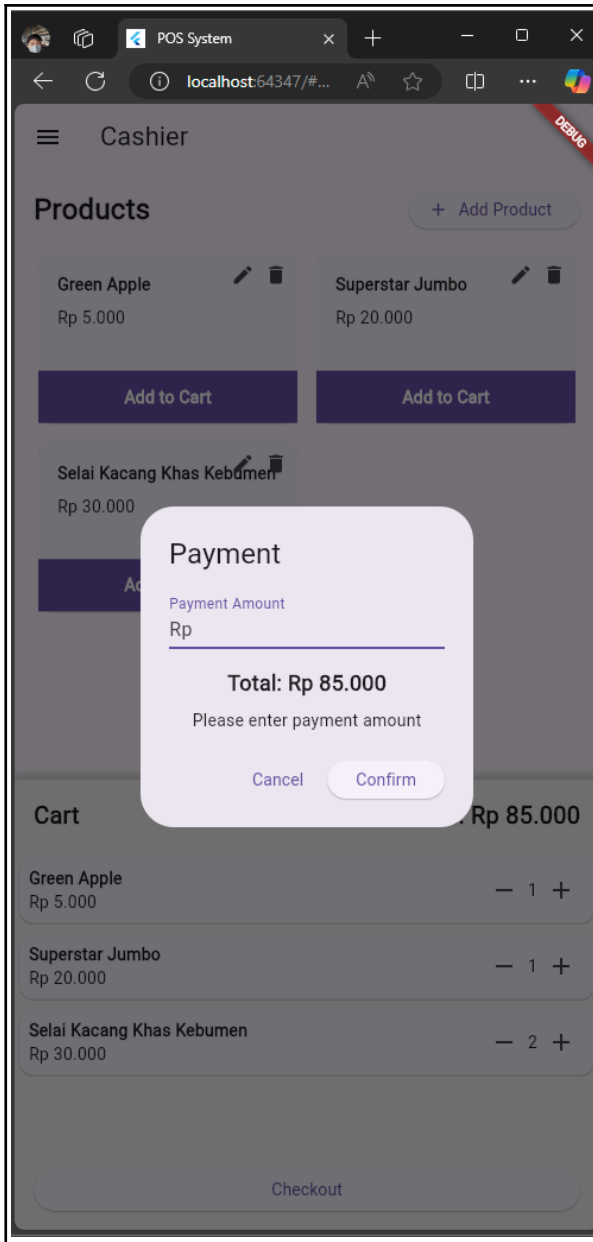 POS System
localhost:64347/#...
DEBUG
Cashier
Products
+ Add Product
Green Apple
Rp 5.000
Add to Cart
Superstar Jumbo
Rp 20.000
Add to Cart
Selai Kacang Khas Kebumen
Rp 30.000
Payment
Payment Amount
Rp
Total: Rp 85.000
Please enter payment amount
Cancel
Confirm
Cart
Rp 85.000
Green Apple
Rp 5.000
1
Superstar Jumbo
Rp 20.000
1
Selai Kacang Khas Kebumen
Rp 30.000
2
Checkout